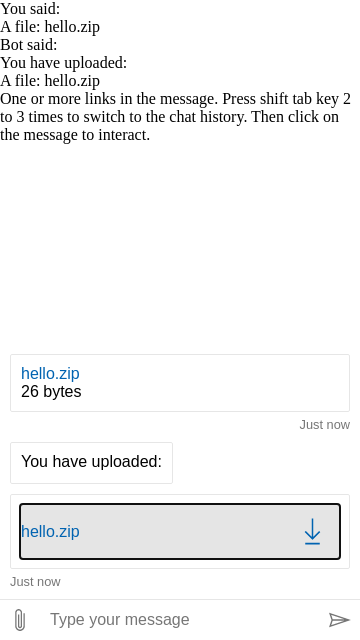 You said:
A file: hello.zip
Bot said:
You have uploaded:
A file: hello.zip
One or more links in the message. Press shift tab key 2
to 3 times to switch to the chat history. Then click on
the message to interact.
hello.zip
26 bytes
Just now
You have uploaded:
hello.zip
Just now
Type your message